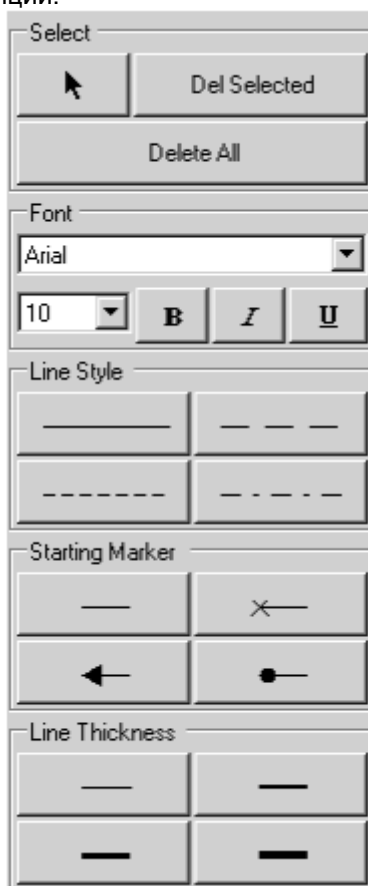 Select
Del Selected
Delete All
Font
Arial
10 B I U
Line Style
Starting Marker
Line Thickness